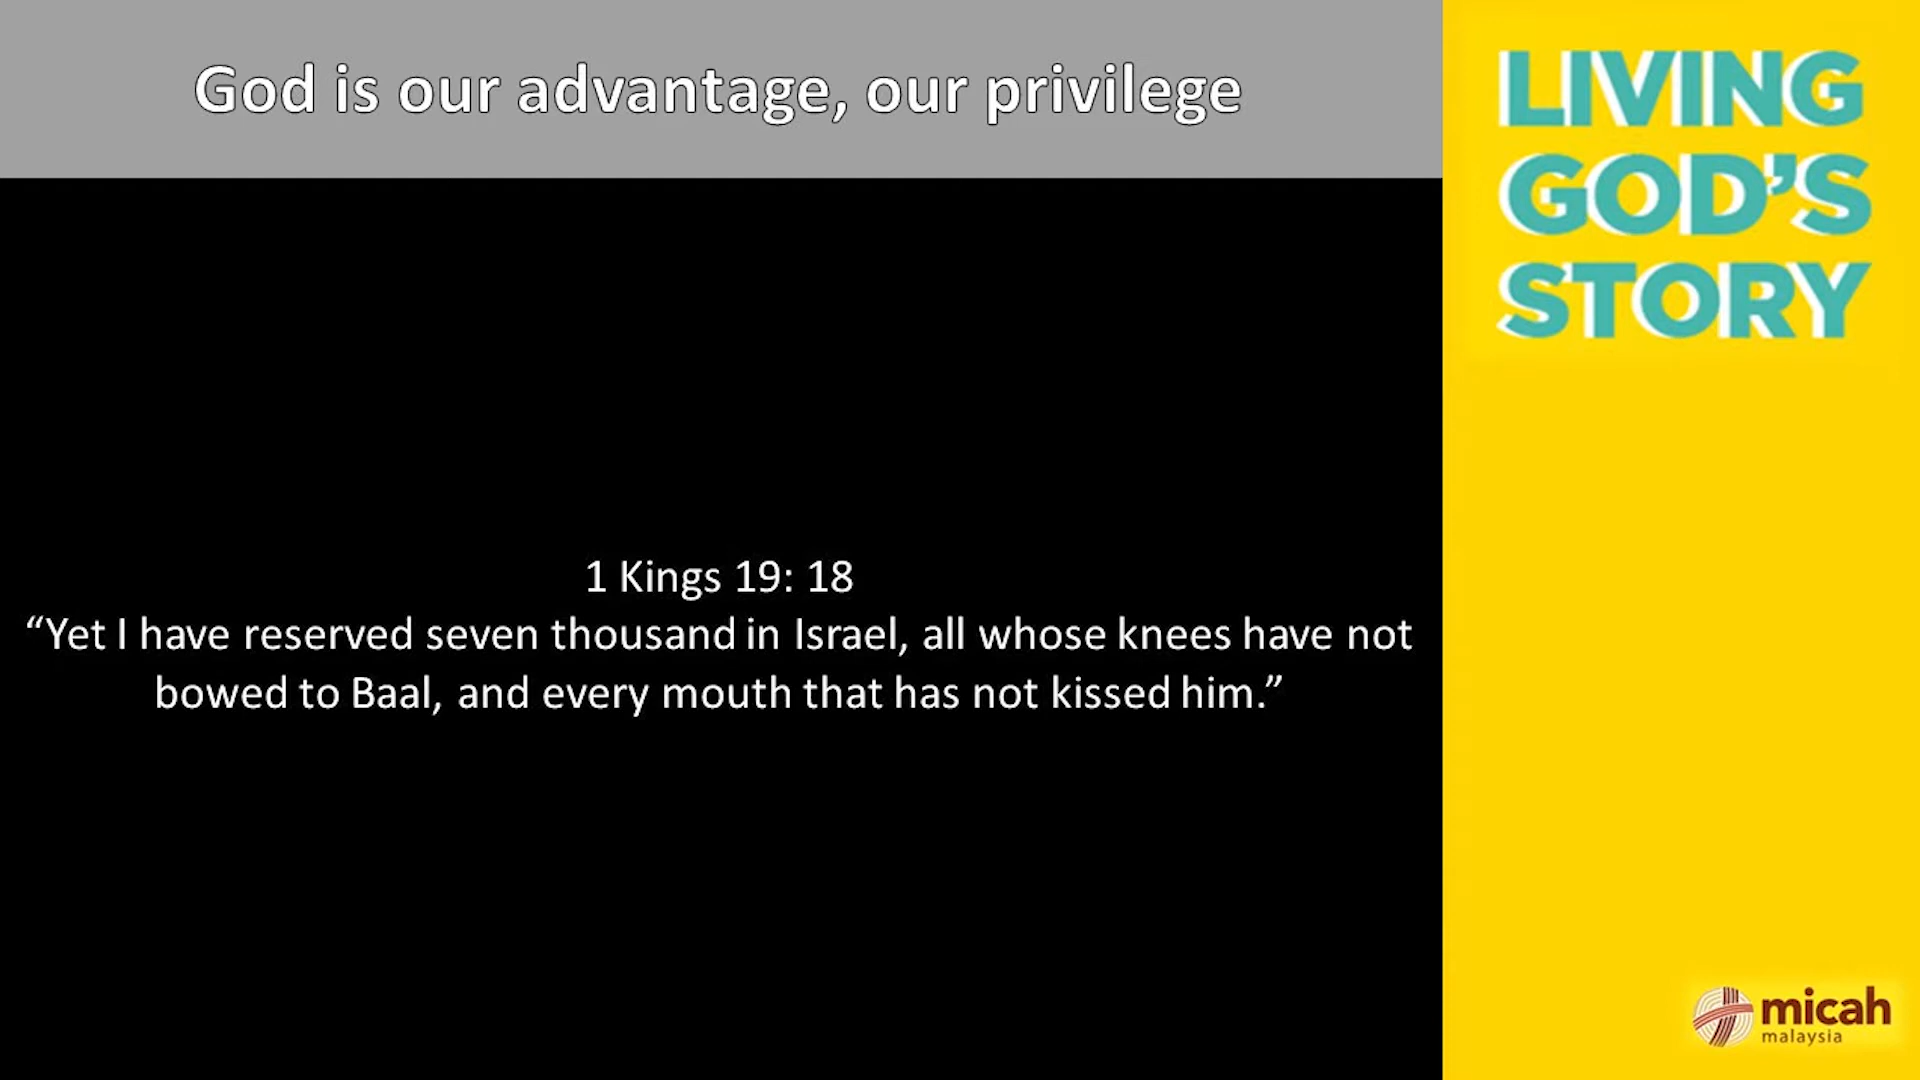 God is our advantage, our privilege
1 Kings 19: 18
“Yet I have reserved seven thousand in Israel, all whose knees have not
bowed to Baal, and every mouth that has not kissed him.”
LIVING
GOD’S
STORY
micah
malaysia